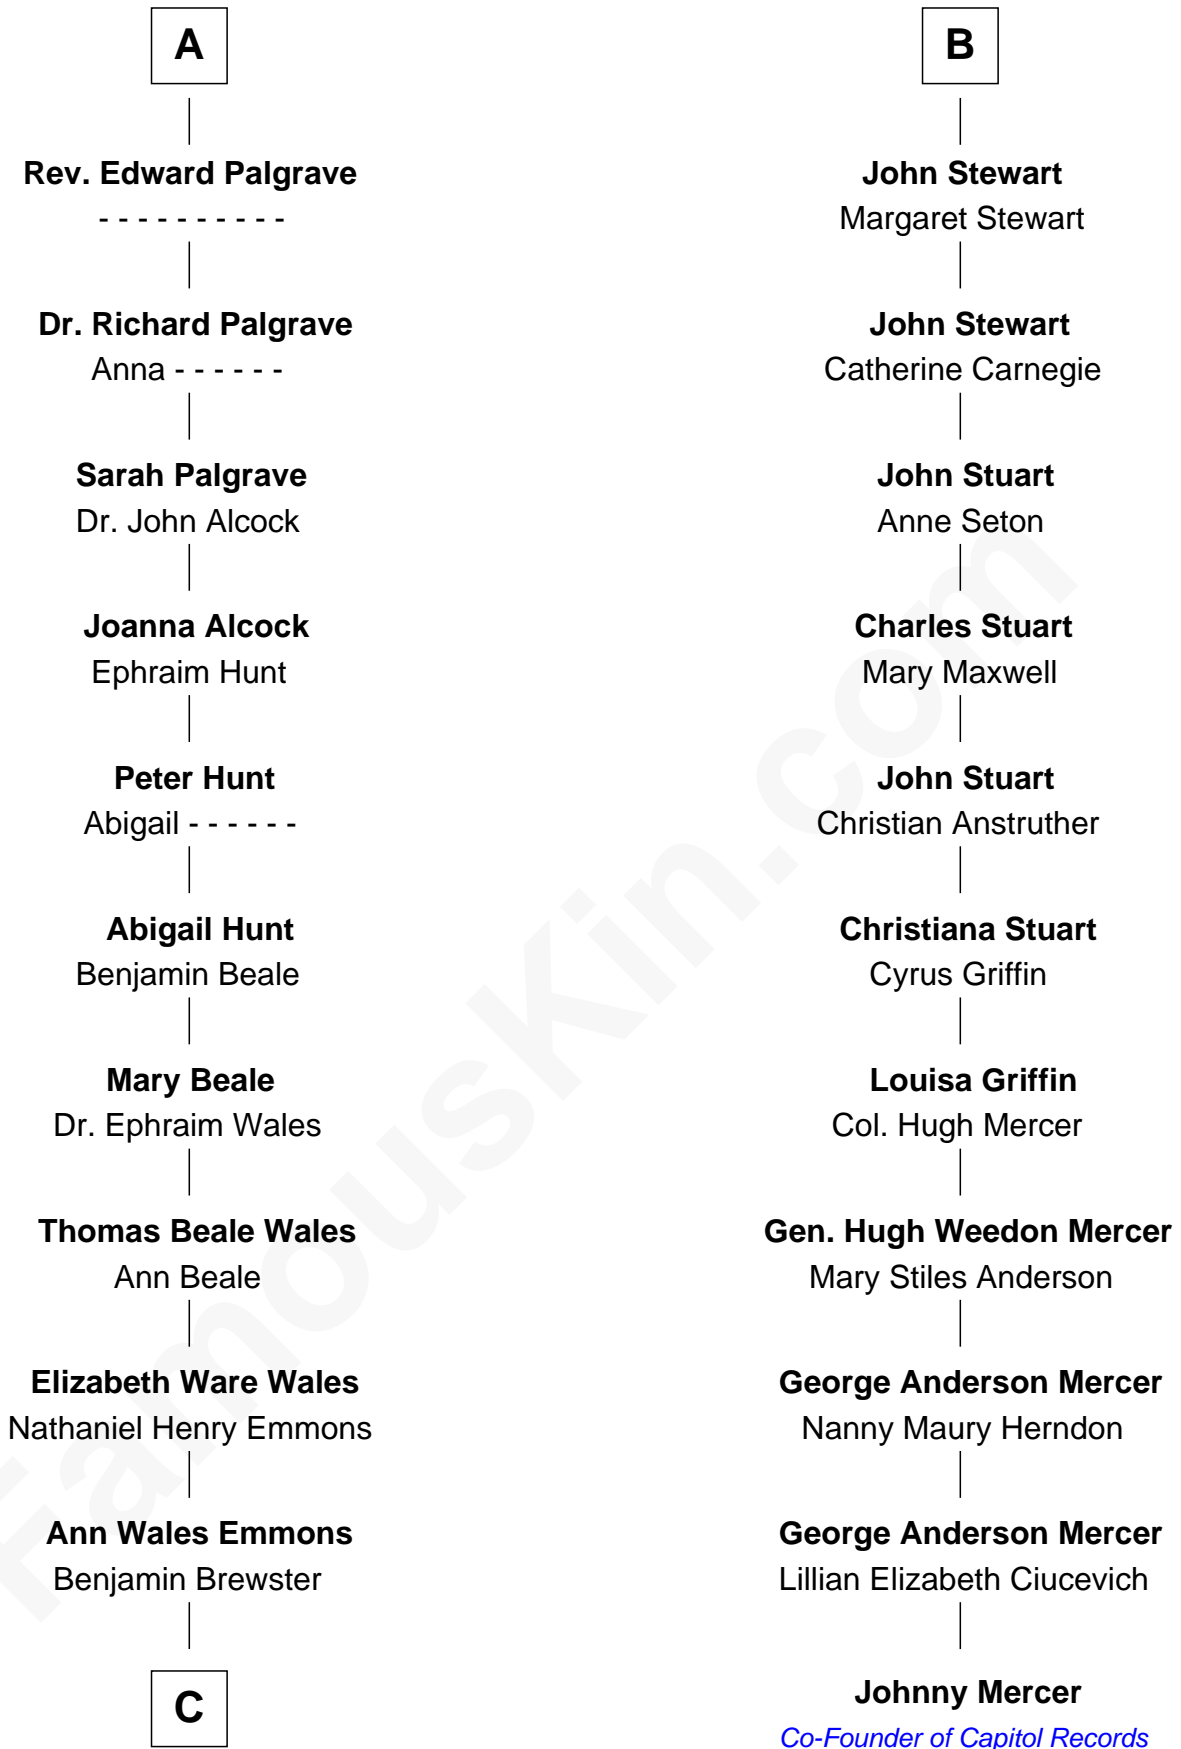 A
Rev. Edward Palgrave
- - - - - - - - - -
Dr. Richard Palgrave
Anna - - - - - -
Sarah Palgrave
Dr. John Alcock
Joanna Alcock
Ephraim Hunt
Peter Hunt
Abigail - - - - - -
Abigail Hunt
Benjamin Beale
Mary Beale
Dr. Ephraim Wales
Thomas Beale Wales
Ann Beale
Elizabeth Ware Wales
Nathaniel Henry Emmons
Ann Wales Emmons
Benjamin Brewster
C
B
John Stewart
Margaret Stewart
John Stewart
Catherine Carnegie
John Stuart
Anne Seton
Charles Stuart
Mary Maxwell
John Stuart
Christian Anstruther
Christiana Stuart
Cyrus Griffin
Louisa Griffin
Col. Hugh Mercer
Gen. Hugh Weedon Mercer
Mary Stiles Anderson
George Anderson Mercer
Nanny Maury Herndon
George Anderson Mercer
Lillian Elizabeth Ciucevich
Johnny Mercer
Co-Founder of Capitol Records
FamousKin.com